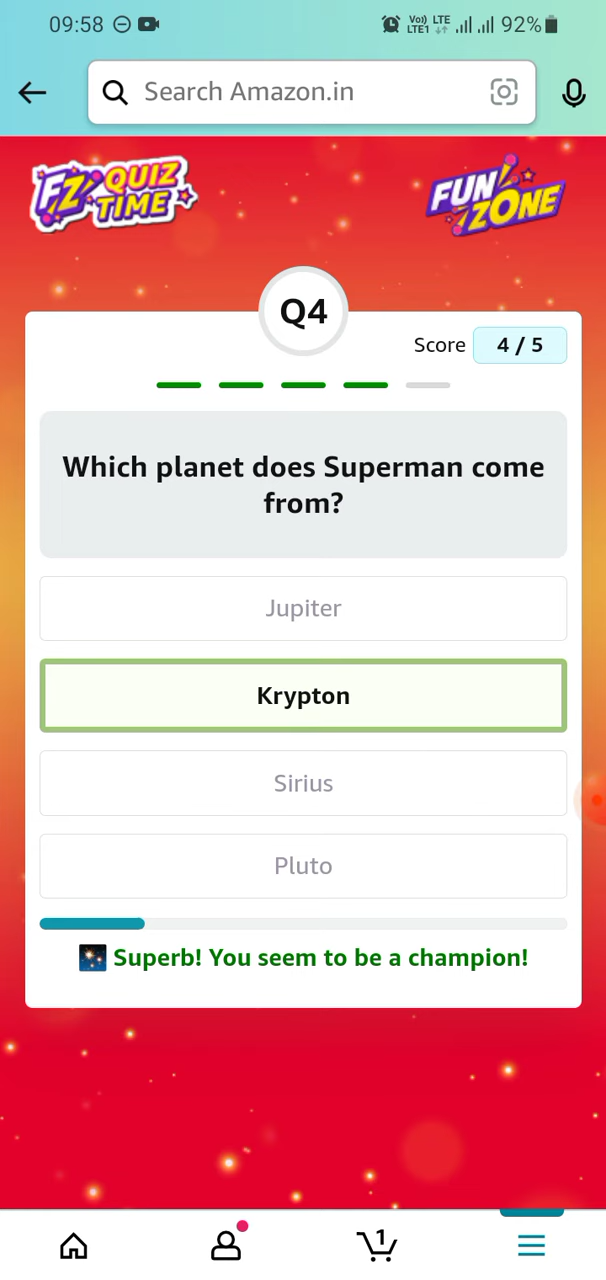 09:58
Vo)) LTE
LTE1
92%
Search Amazon.in
FZ QUIZ
TIME
FUN
ZONE
Q4
Score 4 / 5
Which planet does Superman come
from?
Jupiter
Krypton
Sirius
Pluto
Superb! You seem to be a champion!
1